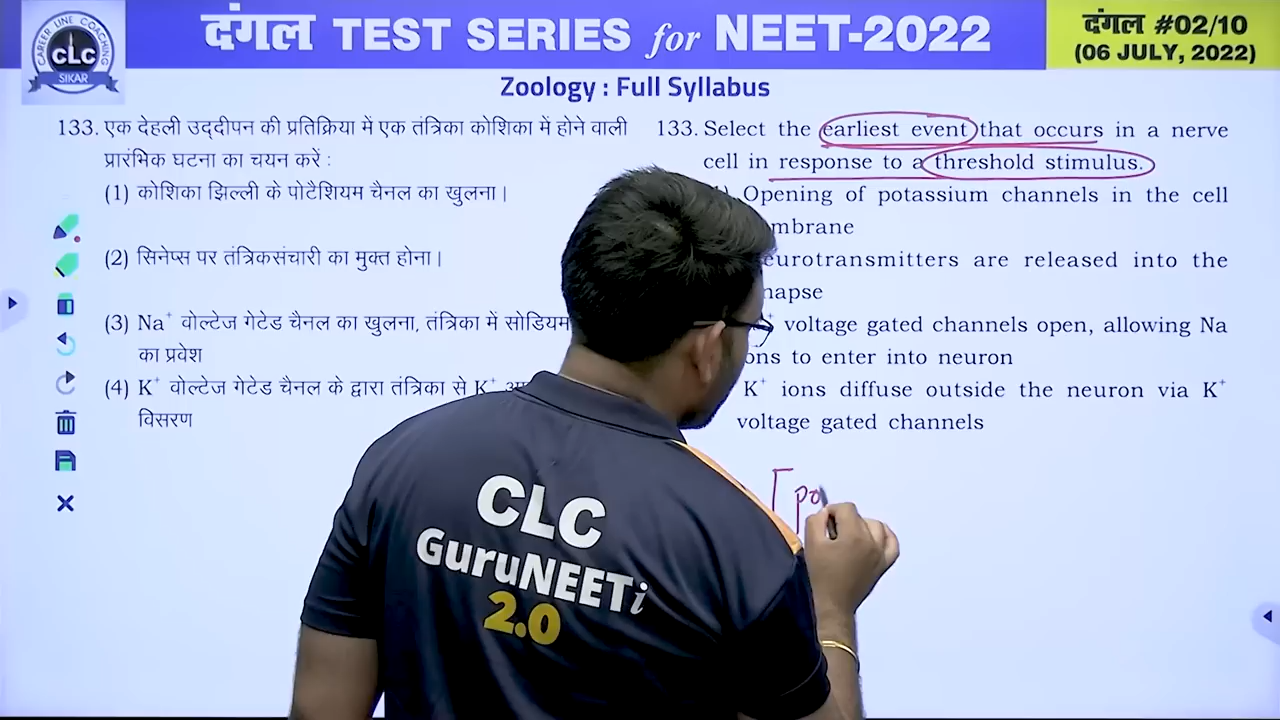 CAREER LINE COACHING
CLC
SIKAR
दंगल TEST SERIES for NEET-2022
दंगल #02/10
(06 JULY, 2022)
Zoology : Full Syllabus
133. एक देहली उद्दीपन की प्रतिक्रिया में एक तंत्रिका कोशिका में होने वाली
प्रारंभिक घटना का चयन करें :
(1) कोशिका झिल्ली के पोटैशियम चैनल का खुलना।
(2) सिनेप्स पर तंत्रिकसंचारी का मुक्त होना।
(3) Na⁺ वोल्टेज गेटेड चैनल का खुलना, तंत्रिका में सोडियम
का प्रवेश
(4) K⁺ वोल्टेज गेटेड चैनल के द्वारा तंत्रिका से K⁺
विसरण
133. Select the earliest event that occurs in a nerve
cell in response to a threshold stimulus.
Opening of potassium channels in the cell
mbrane
eurotransmitters are released into the
napse
voltage gated channels open, allowing Na
ons to enter into neuron
K⁺ ions diffuse outside the neuron via K⁺
voltage gated channels
[ po
CLC
GuruNEETi
2.0